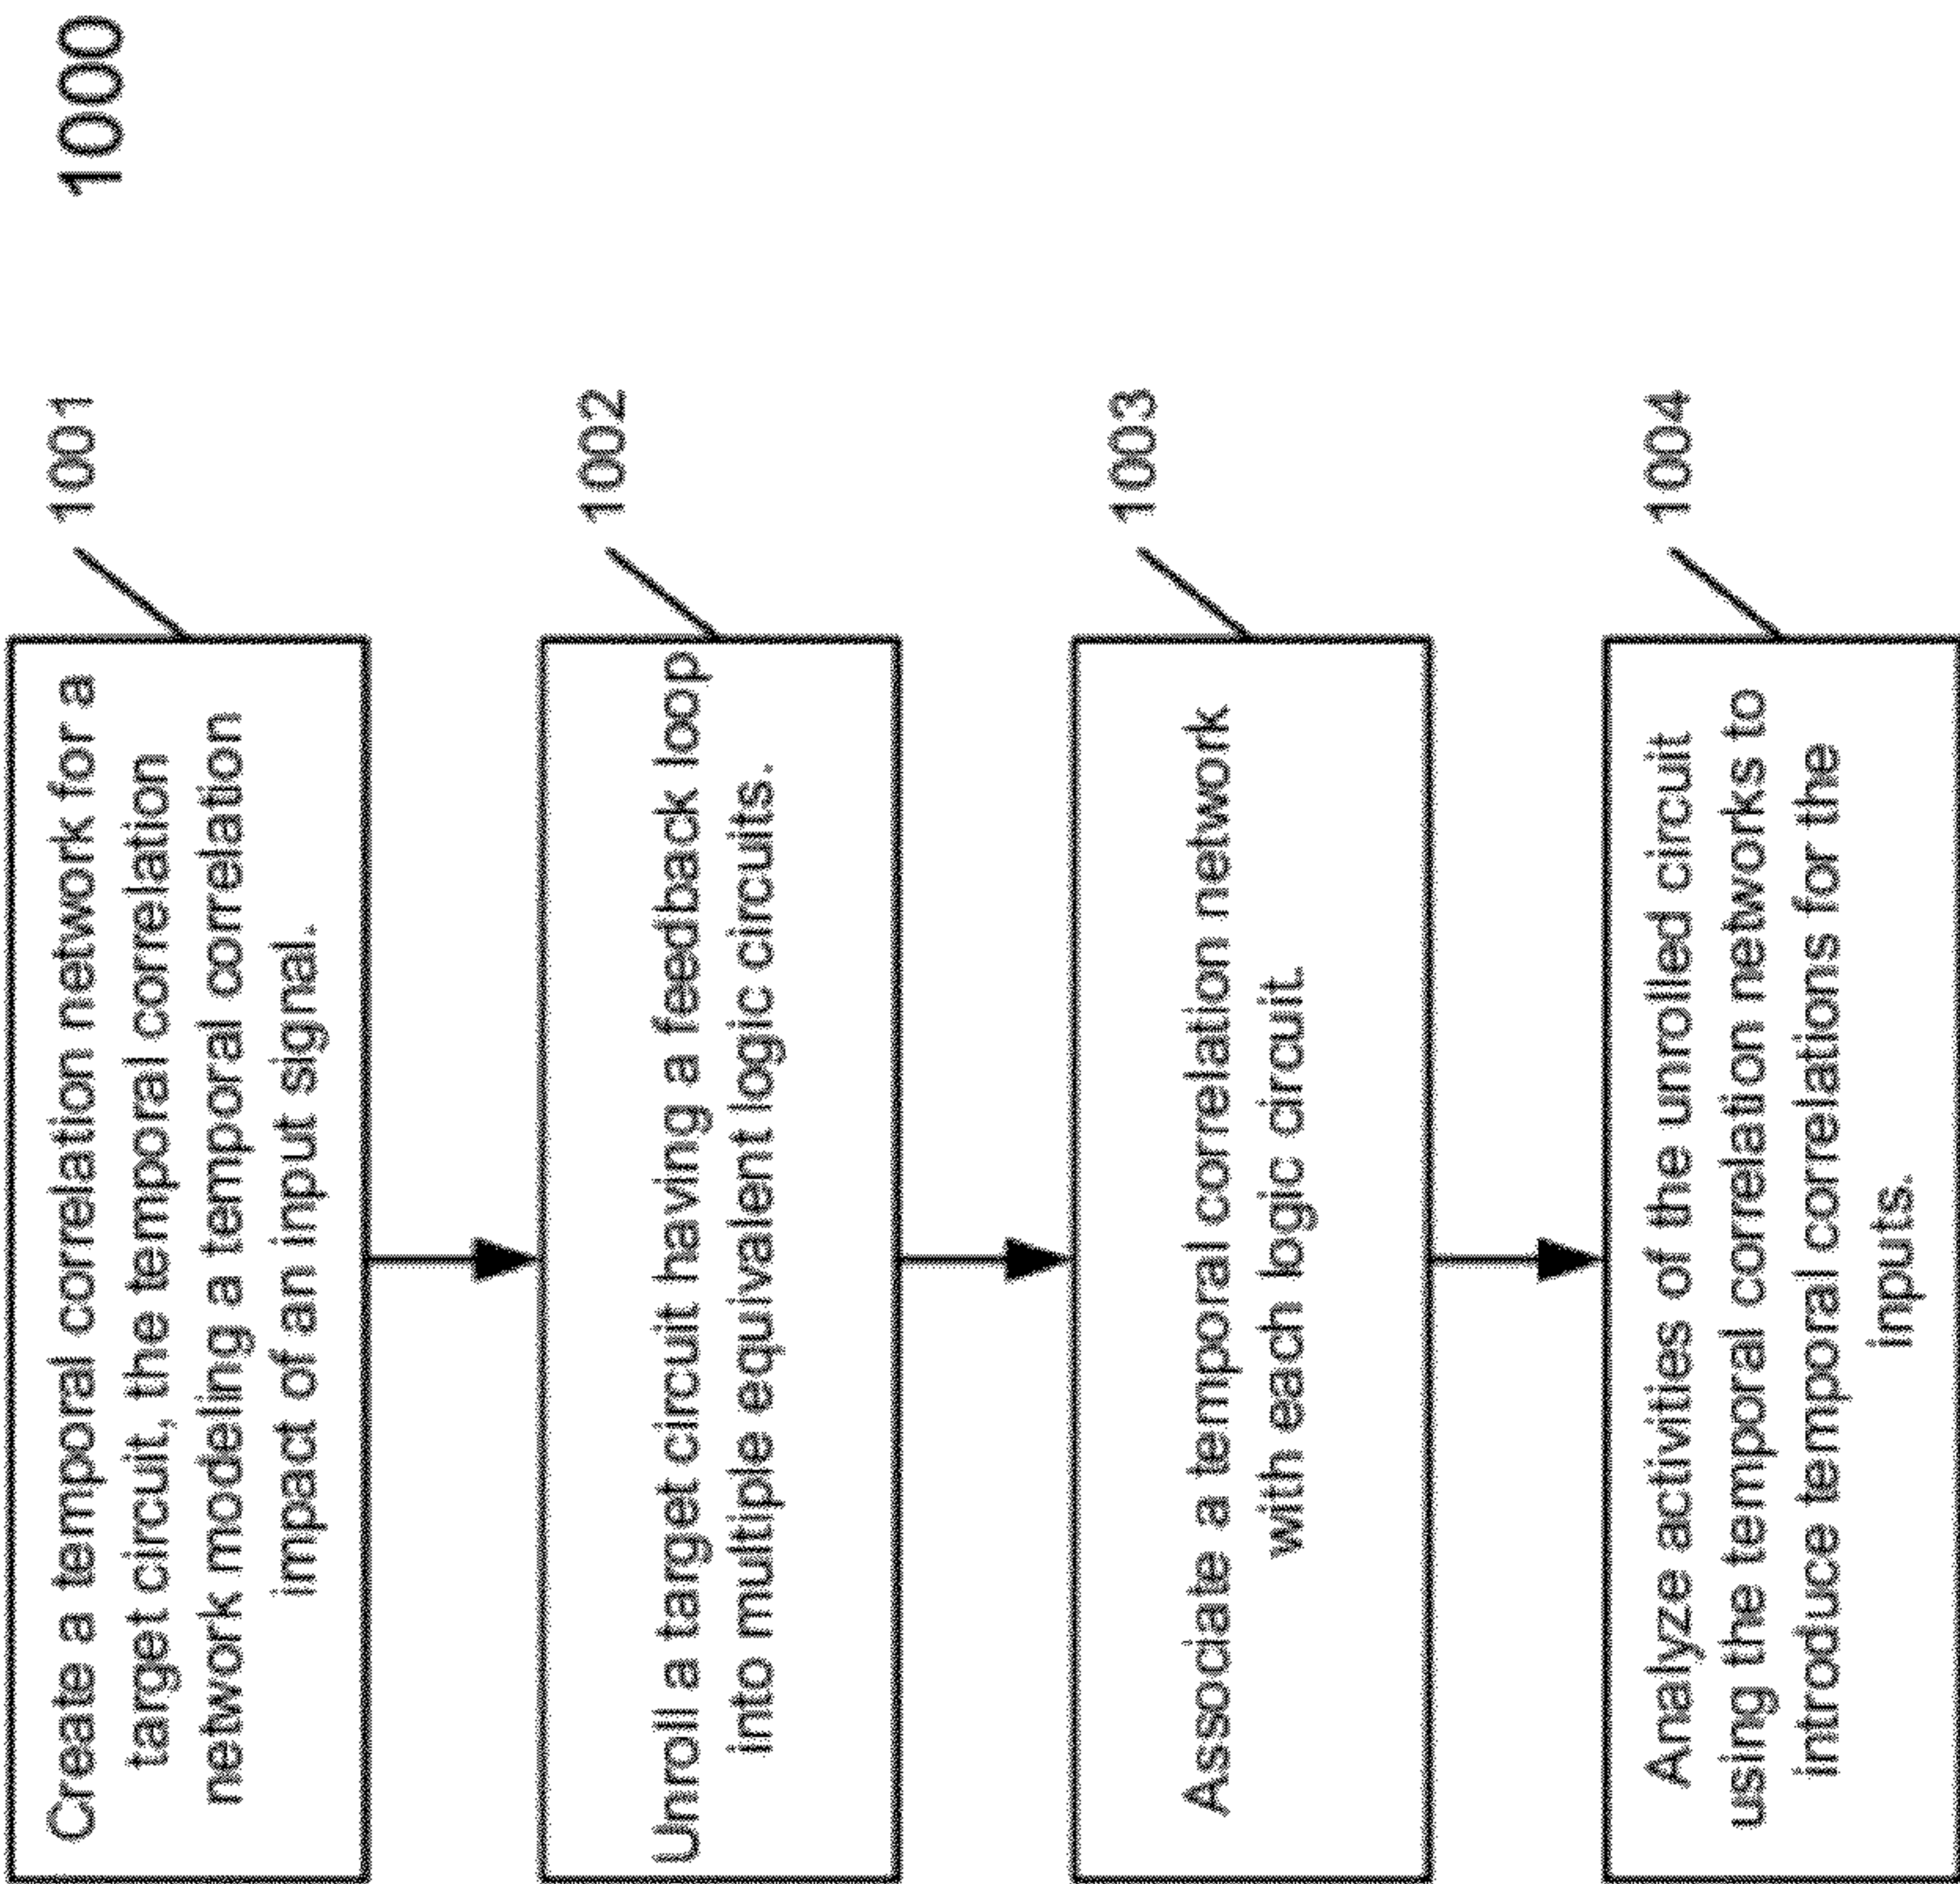 1000
Create a temporal correlation network for a
target circuit, the temporal correlation
network modeling a temporal correlation
impact of an input signal.
1001
Unroll a target circuit having a feedback loop
into multiple equivalent logic circuits.
1002
Associate a temporal correlation network
with each logic circuit.
1003
Analyze activities of the unrolled circuit
using the temporal correlation networks to
introduce temporal correlations for the
inputs.
1004